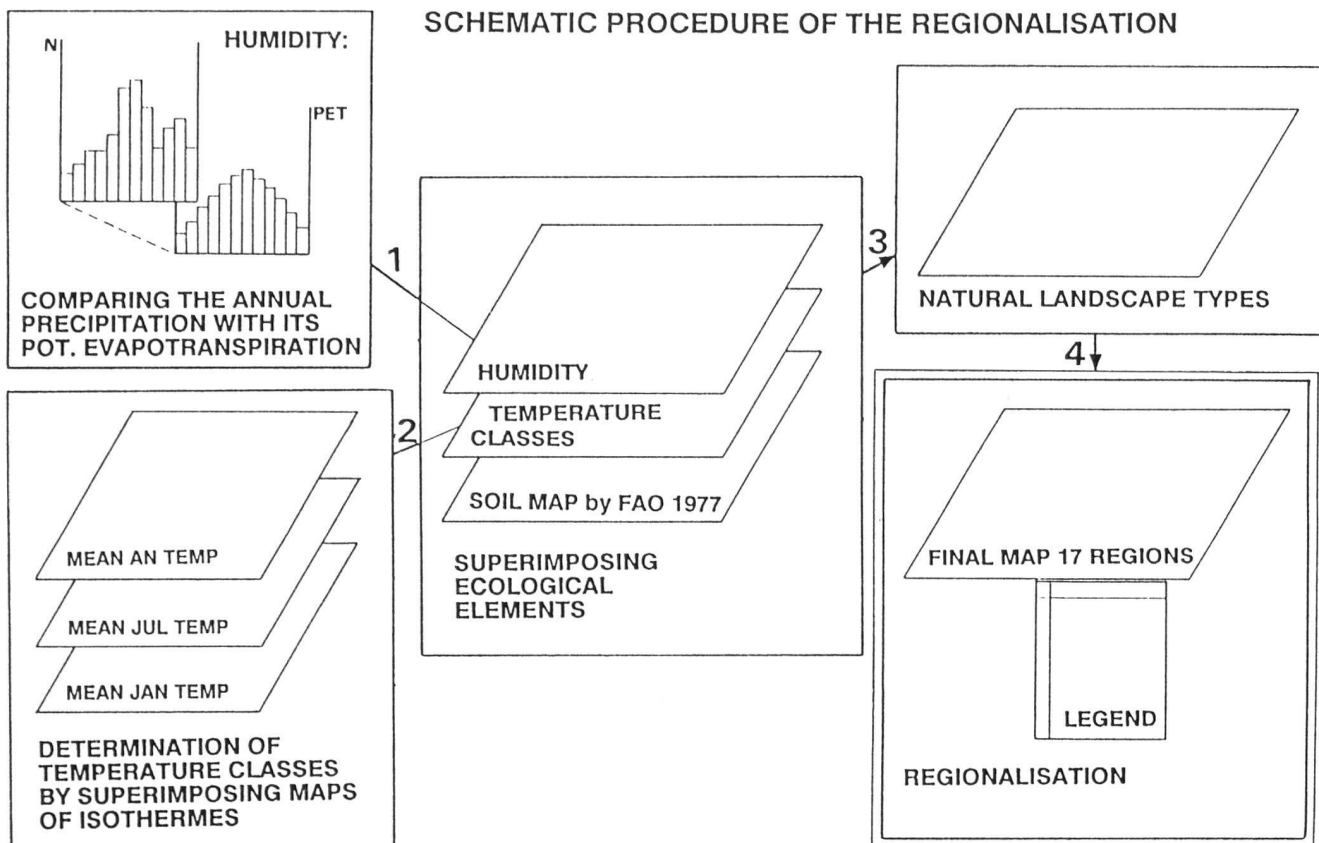 SCHEMATIC PROCEDURE OF THE REGIONALISATION
N
HUMIDITY:
PET
COMPARING THE ANNUAL
PRECIPITATION WITH ITS
POT. EVAPOTRANSPIRATION
1
2
MEAN AN TEMP
MEAN JUL TEMP
MEAN JAN TEMP
DETERMINATION OF
TEMPERATURE CLASSES
BY SUPERIMPOSING MAPS
OF ISOTHERMES
HUMIDITY
TEMPERATURE
CLASSES
SOIL MAP by FAO 1977
SUPERIMPOSING
ECOLOGICAL
ELEMENTS
3
NATURAL LANDSCAPE TYPES
4
FINAL MAP 17 REGIONS
LEGEND
REGIONALISATION